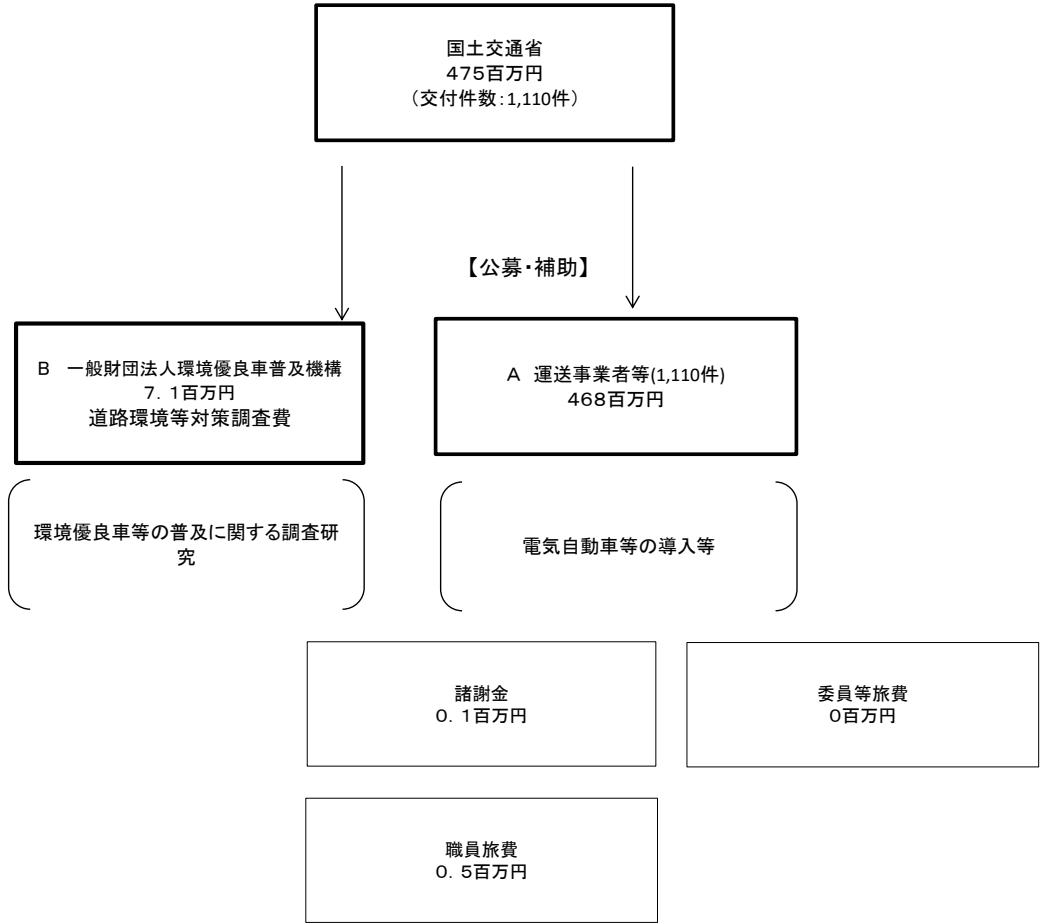 国土交通省
４７５百万円
（交付件数：1,110件）
【公募・補助】
Ｂ　一般財団法人環境優良車普及機構
７．１百万円
道路環境等対策調査費
Ａ　運送事業者等(1,110件)
４６８百万円
環境優良車等の普及に関する調査研
究
電気自動車等の導入等
諸謝金
０．１百万円
委員等旅費
０百万円
職員旅費
０．５百万円